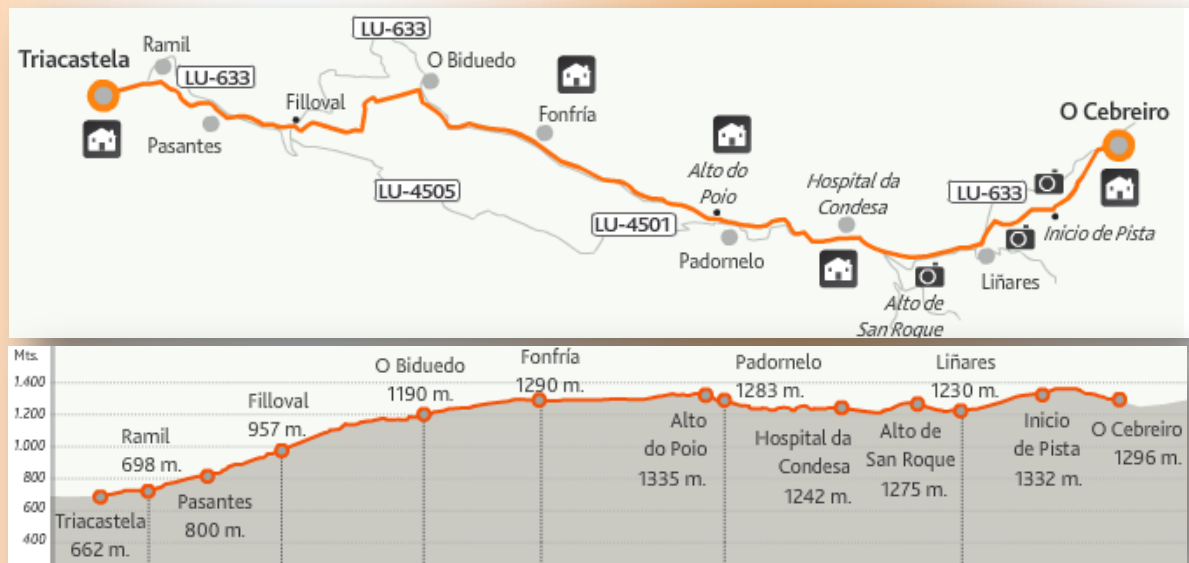 LU-633
Ramil
Triacastela
LU-633
O Biduedo
Filloval
Fonfría
O Cebreiro
Pasantes
Alto do
Poio
Hospital da
Condesa
LU-4505
LU-633
LU-4501
Inicio de Pista
Padornelo
Liñares
Alto de
San Roque
Mts.
1.400
1.200
1.000
800
600
400
Triacastela
662 m.
Ramil
698 m.
Pasantes
800 m.
Filloval
957 m.
O Biduedo
1190 m.
Fonfría
1290 m.
Alto
do Poio
1335 m.
Padornelo
1283 m.
Hospital da
Condesa
1242 m.
Alto de
San Roque
1275 m.
Liñares
1230 m.
Inicio
de Pista
1332 m.
O Cebreiro
1296 m.